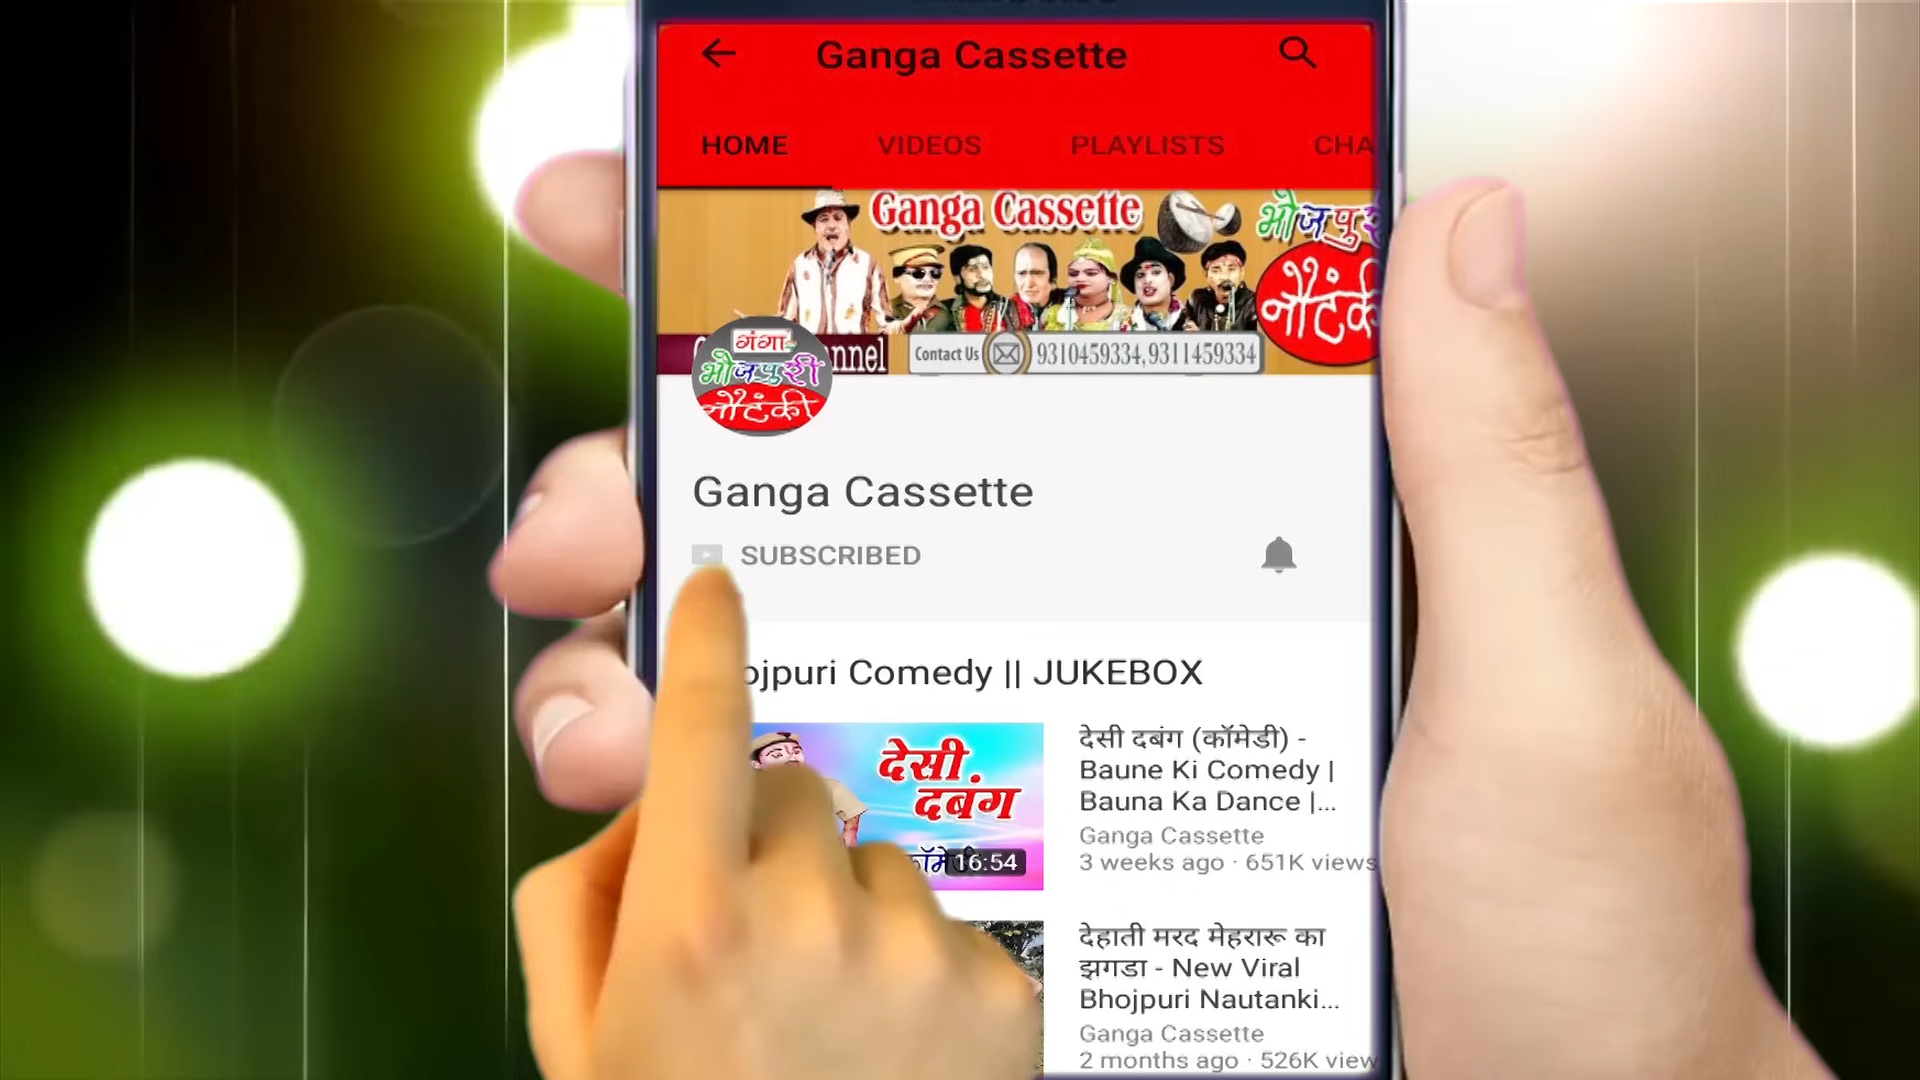 Ganga Cassette
HOME VIDEOS PLAYLISTS CHA
Ganga Cassette
भोजपुरी
नौटंकी
Contact Us 9310459334,9311459334
गंगा
भोजपुरी
नौटंकी
Ganga Cassette
SUBSCRIBED
ojpuri Comedy || JUKEBOX
देसी
दबंग
16:54
देसी दबंग (कॉमेडी) -
Baune Ki Comedy |
Bauna Ka Dance |...
Ganga Cassette
3 weeks ago · 651K views
देहाती मरद मेहरारू का
झगडा - New Viral
Bhojpuri Nautanki...
Ganga Cassette
2 months ago · 526K view